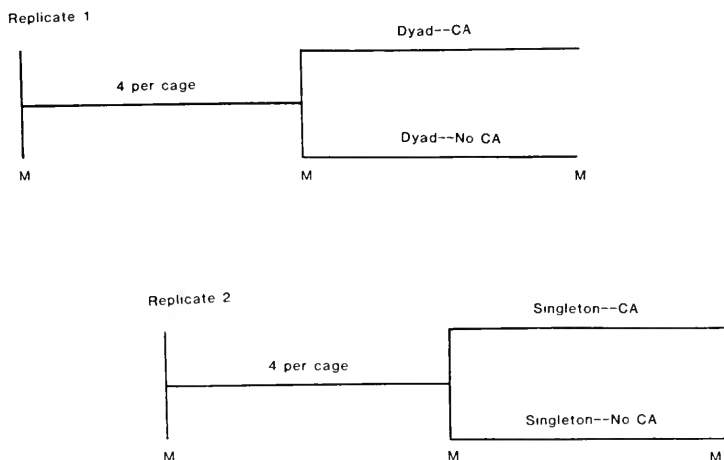 Replicate 1
Dyad--CA
4 per cage
Dyad--No CA
M M M
Replicate 2
Singleton--CA
4 per cage
Singleton--No CA
M M M